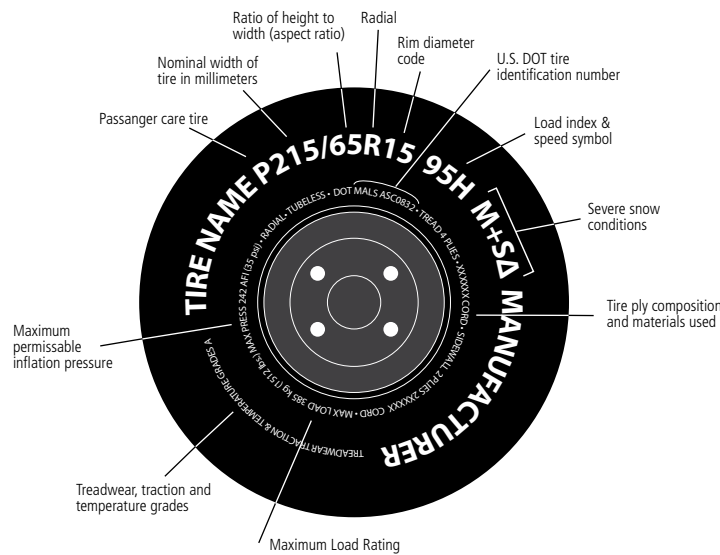 Ratio of height to
width (aspect ratio)
Radial
Rim diameter
code
U.S. DOT tire
identification number
Nominal width of
tire in millimeters
Passanger care tire
Load index &
speed symbol
Severe snow
conditions
Tire ply composition
and materials used
Maximum
permissable
inflation pressure
Treadwear, traction and
temperature grades
Maximum Load Rating
TIRE NAME P215/65R15 95H M+SΔ MANUFACTURER
RADIAL • TUBELESS • DOT MALS ASC0832 • TREAD 4 PLIES • XXXXXX CORD • SIDEWALL 2 PLIES 2XXXXX CORD • MAX LOAD 385 kg (1512 lbs) MAX PRESS 242 AFI (35 psi) •
TREADWEAR TRACTION & TEMPERATURE GRADES A